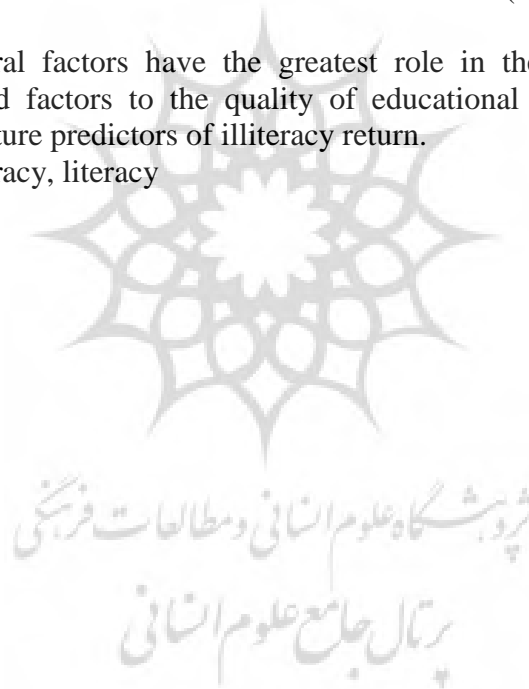 (
ral factors have the greatest role in the
d factors to the quality of educational
ture predictors of illiteracy return.
racy, literacy
پژوهشگاه علوم انسانی و مطالعات فرهنگی
پرتال جامع علوم انسانی